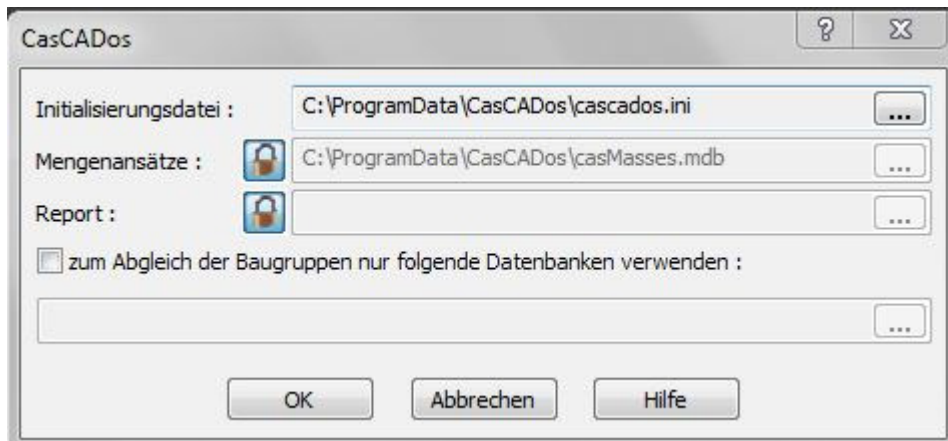 CasCADos
Initialisierungsdatei : C:\ProgramData\CasCADos\cascados.ini ...
Mengenansätze : C:\ProgramData\CasCADos\casMasses.mdb ...
Report : ...
zum Abgleich der Baugruppen nur folgende Datenbanken verwenden :
...
OK Abbrechen Hilfe